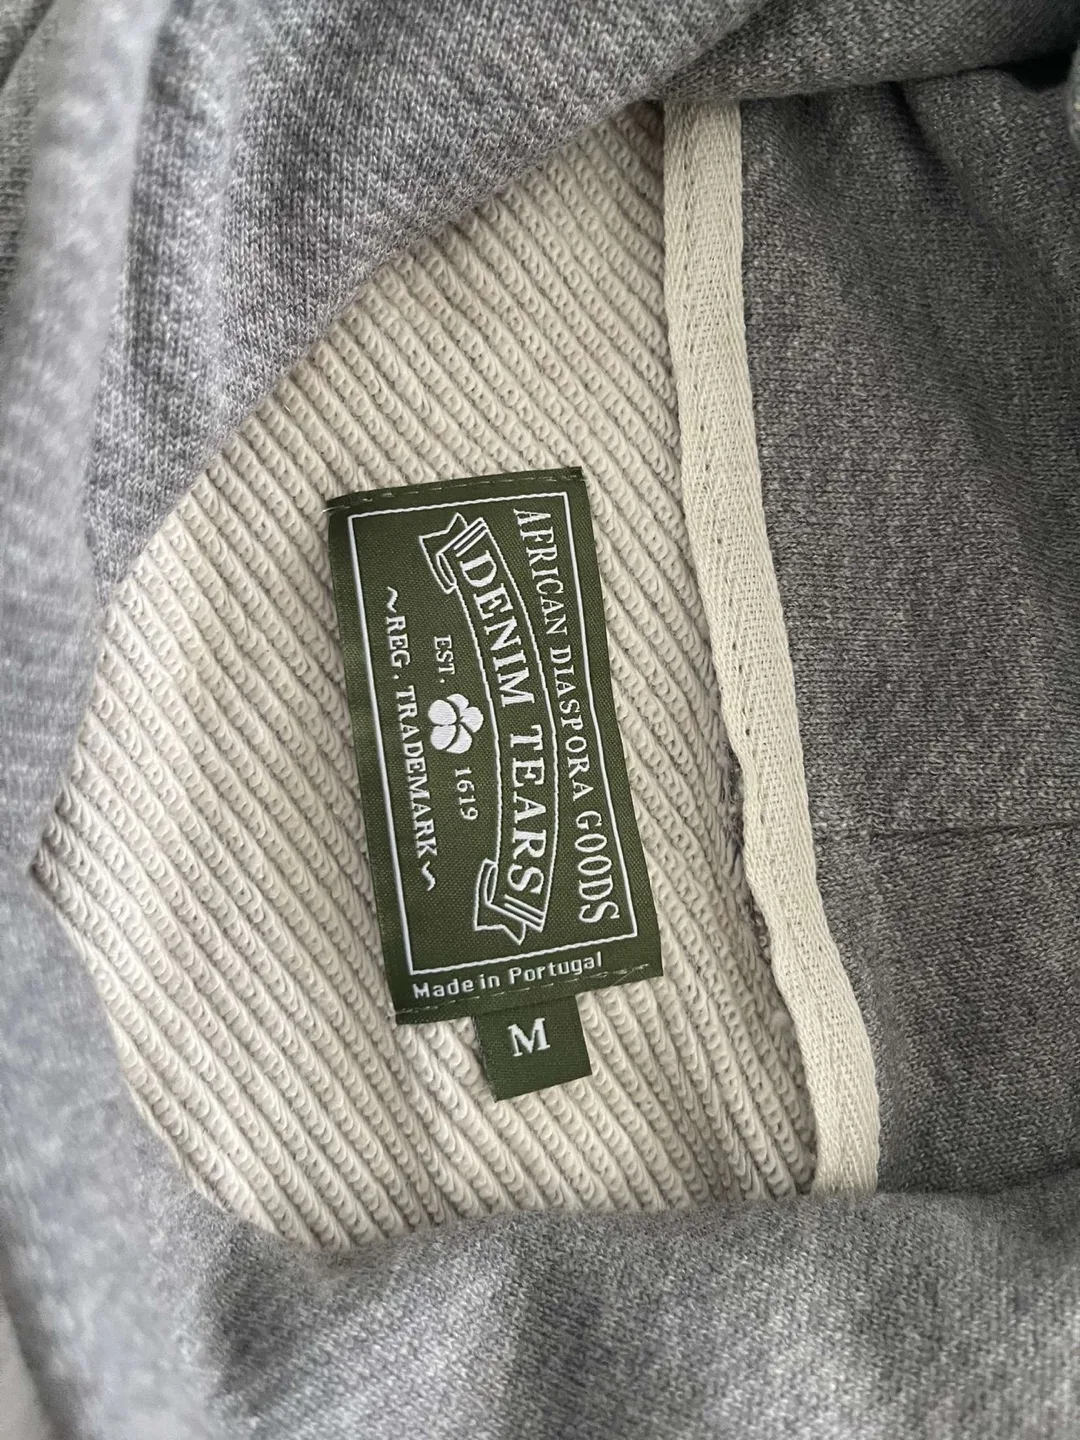 AFRICAN DIASPORA GOODS
DENIM TEARS
EST. 1619
~REG. TRADEMARK~
Made in Portugal
M